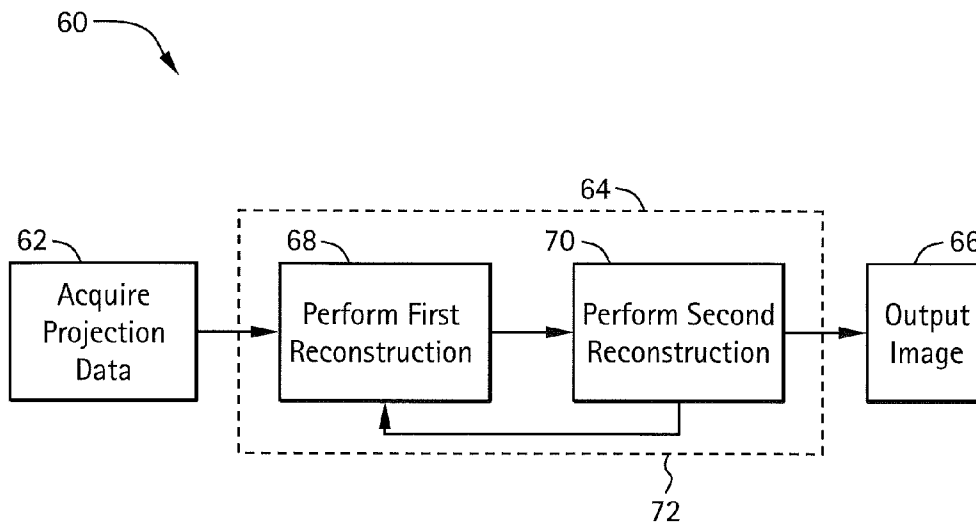 60
64
62
68
70
66
Acquire
Projection
Data
Perform First
Reconstruction
Perform Second
Reconstruction
Output
Image
72